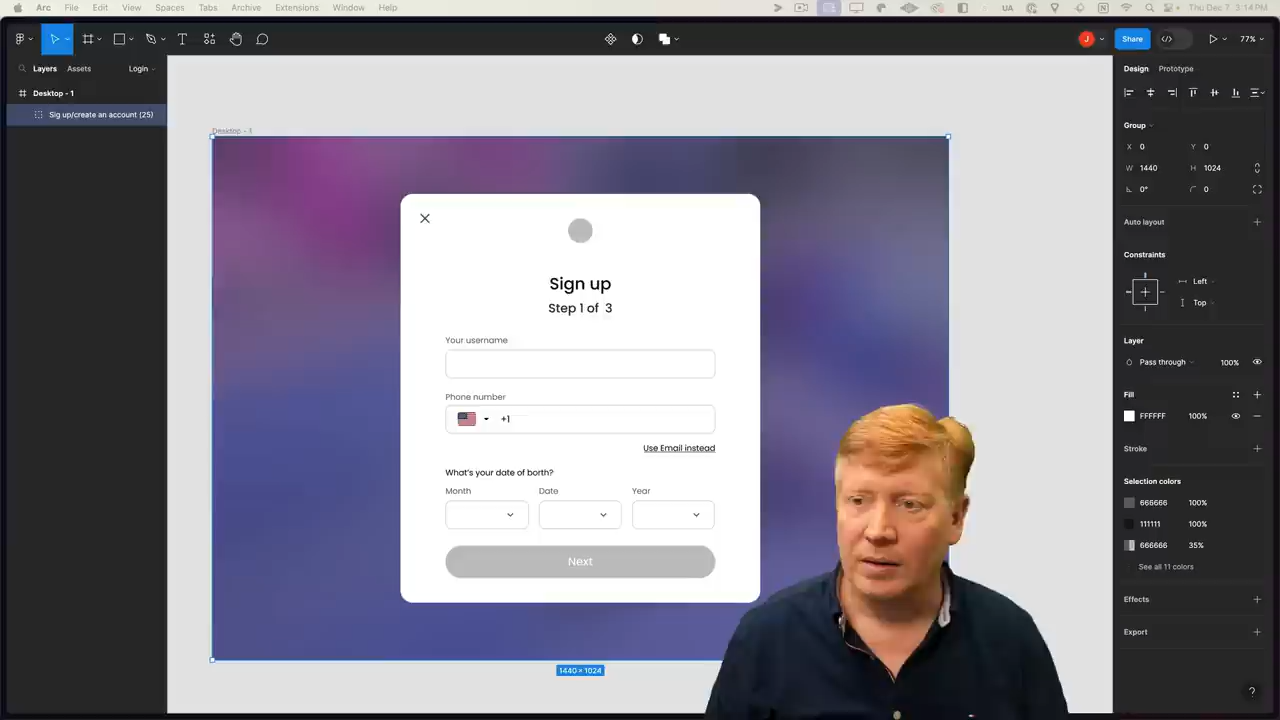 Arc File Edit View Spaces Tabs Archive Extensions Window Help UA Thu Dec 7 3:14 PM
J Share 77%
Layers Assets Login
Design Prototype
Desktop - 1
Sig up/create an account (25)
Desktop - 1
Sign up
Step 1 of 3
Your username
Phone number
+1
Use Email instead
What's your date of borth?
Month Date Year
Next
1440 × 1024
Group
X 0 Y 0
W 1440 H 1024
0° 0
Auto layout
Constraints
Left
Top
Layer
Pass through 100%
Fill
FFFFFF 100%
Stroke
Selection colors
666666 100%
111111 100%
666666 35%
See all 11 colors
Effects
Export
?